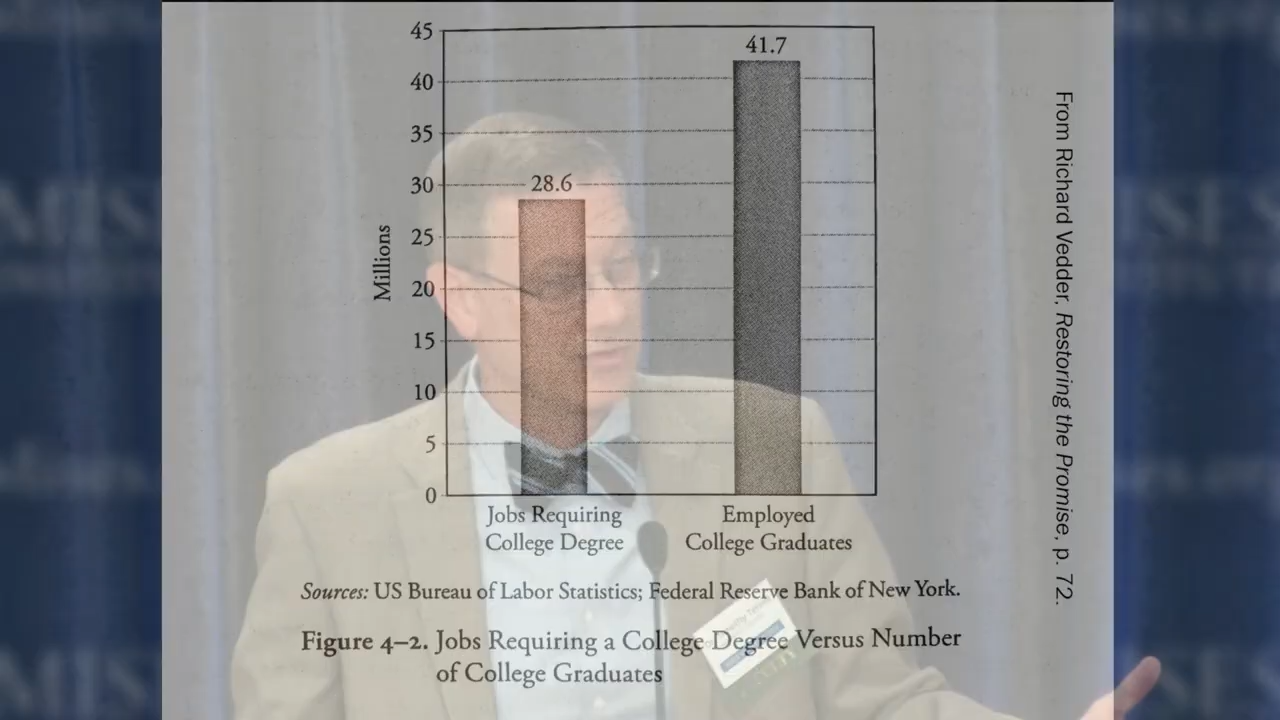 45
40
35
30
25
20
15
10
5
0
Millions
28.6
41.7
Jobs Requiring
College Degree
Employed
College Graduates
Sources: US Bureau of Labor Statistics; Federal Reserve Bank of New York.
Figure 4–2. Jobs Requiring a College Degree Versus Number
of College Graduates
From Richard Vedder, Restoring the Promise, p. 72.